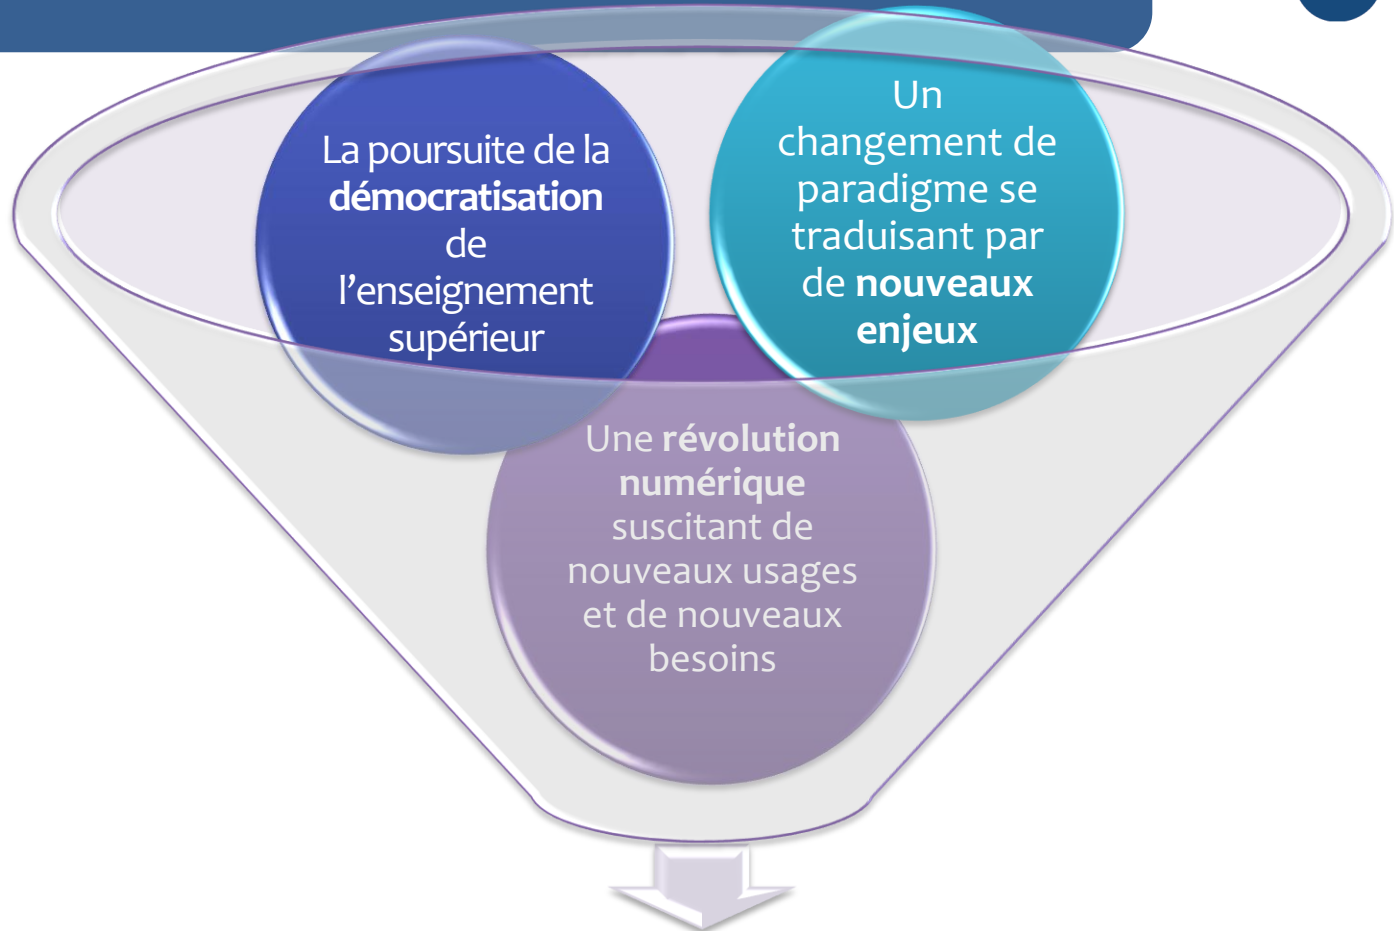 La poursuite de la
démocratisation
de
l’enseignement
supérieur
Un
changement de
paradigme se
traduisant par
de nouveaux
enjeux
Une révolution
numérique
suscitant de
nouveaux usages
et de nouveaux
besoins